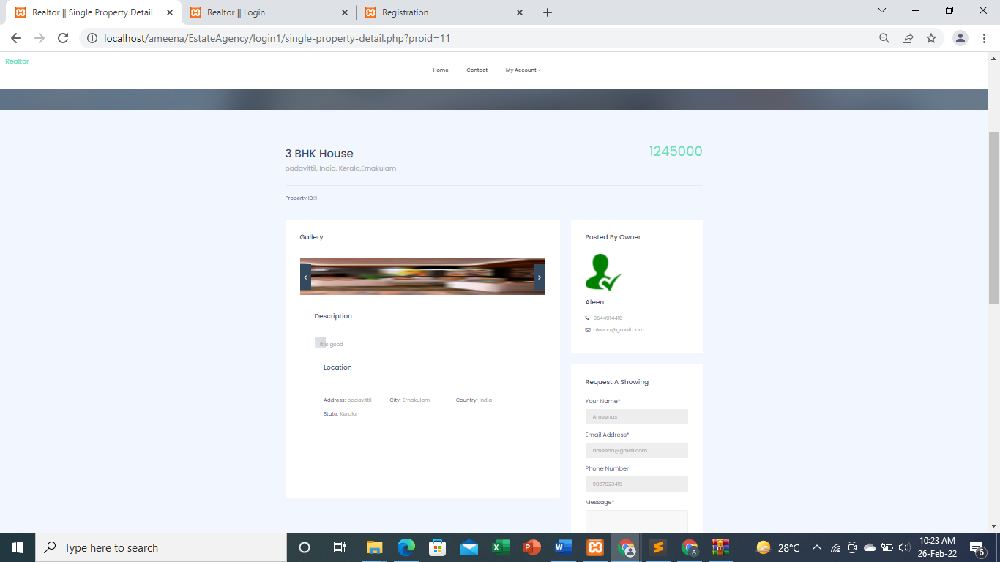 Realtor || Single Property Detail
Realtor || Login
Registration
localhost/ameena/EstateAgency/login1/single-property-detail.php?proid=11
Realtor
Home Contact My Account
3 BHK House
1245000
padavittil, India, Kerala,Ernakulam
Property ID:11
Gallery
Description
it is good
Location
Address: padavittil City: Ernakulam Country: India
State: Kerala
Posted By Owner
Aleen
9544914416
aleena@gmail.com
Request A Showing
Your Name*
Ameenas
Email Address*
ameena@gmail.com
Phone Number
9867923415
Message*
Type here to search
28°C
10:23 AM
26-Feb-22
6